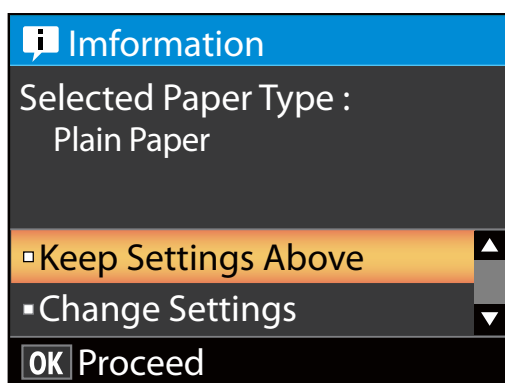 Imformation
Selected Paper Type :
Plain Paper
Keep Settings Above
Change Settings
OK Proceed